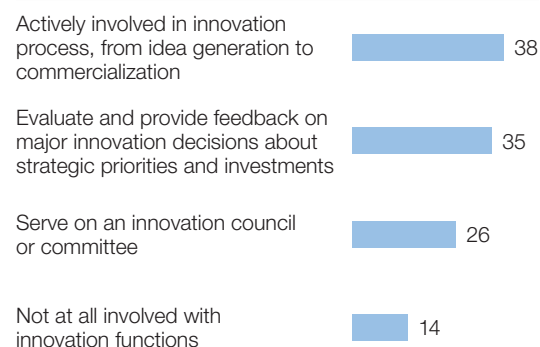 Actively involved in innovation
process, from idea generation to
commercialization
38
Evaluate and provide feedback on
major innovation decisions about
strategic priorities and investments
35
Serve on an innovation council
or committee
26
Not at all involved with
innovation functions
14